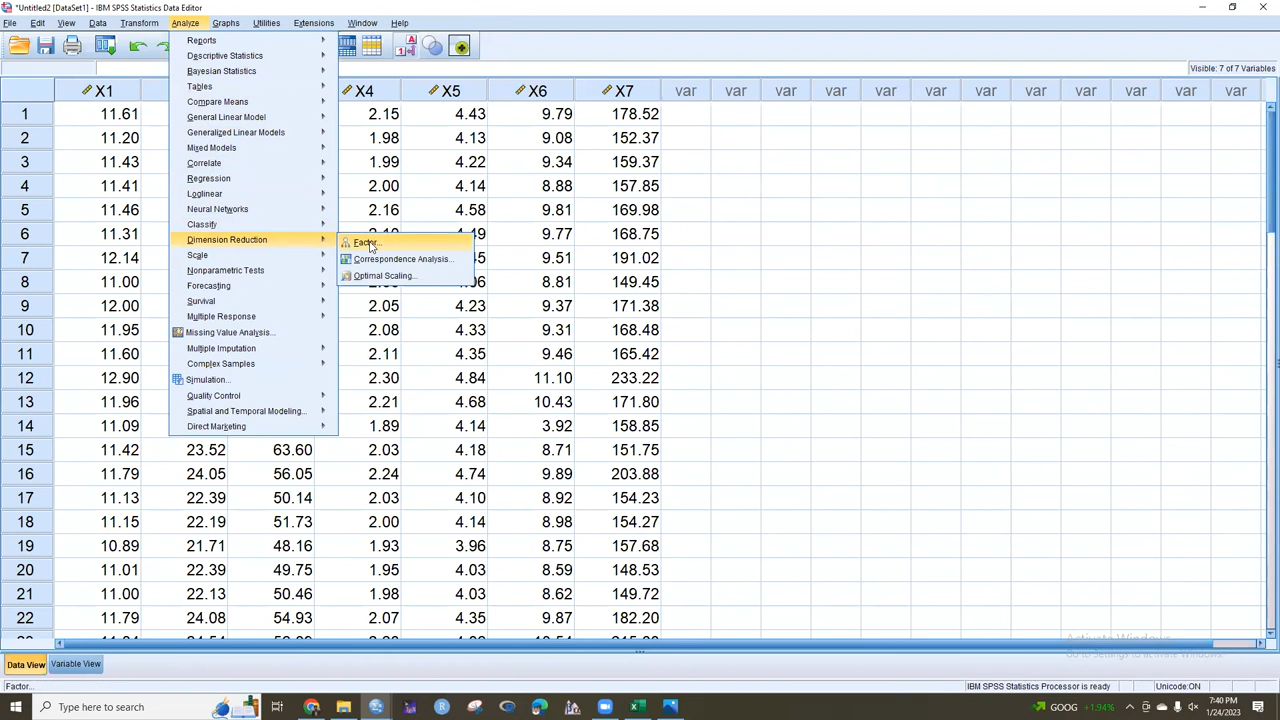 *Untitled2 [DataSet1] - IBM SPSS Statistics Data Editor
File Edit View Data Transform Analyze Graphs Utilities Extensions Window Help
Visible: 7 of 7 Variables
Reports
Descriptive Statistics
Bayesian Statistics
Tables
Compare Means
General Linear Model
Generalized Linear Models
Mixed Models
Correlate
Regression
Loglinear
Neural Networks
Classify
Dimension Reduction
Scale
Nonparametric Tests
Forecasting
Survival
Multiple Response
Missing Value Analysis...
Multiple Imputation
Complex Samples
Simulation...
Quality Control
Spatial and Temporal Modeling...
Direct Marketing
Factor...
Correspondence Analysis...
Optimal Scaling...
X1 X4 X5 X6 X7 var var var var var var var var var var var var
1 11.61 2.15 4.43 9.79 178.52
2 11.20 1.98 4.13 9.08 152.37
3 11.43 1.99 4.22 9.34 159.37
4 11.41 2.00 4.14 8.88 157.85
5 11.46 2.16 4.58 9.81 169.98
6 11.31 9.77 168.75
7 12.14 9.51 191.02
8 11.00 8.81 149.45
9 12.00 2.05 4.23 9.37 171.38
10 11.95 2.08 4.33 9.31 168.48
11 11.60 2.11 4.35 9.46 165.42
12 12.90 2.30 4.84 11.10 233.22
13 11.96 2.21 4.68 10.43 171.80
14 11.09 1.89 4.14 3.92 158.85
15 11.42 23.52 63.60 2.03 4.18 8.71 151.75
16 11.79 24.05 56.05 2.24 4.74 9.89 203.88
17 11.13 22.39 50.14 2.03 4.10 8.92 154.23
18 11.15 22.19 51.73 2.00 4.14 8.98 154.27
19 10.89 21.71 48.16 1.93 3.96 8.75 157.68
20 11.01 22.39 49.75 1.95 4.03 8.59 148.53
21 11.00 22.13 50.46 1.98 4.03 8.62 149.72
22 11.79 24.08 54.93 2.07 4.35 9.87 182.20
Activate Windows
Go to Settings to activate Windows.
Data View Variable View
Factor...
IBM SPSS Statistics Processor is ready
Unicode:ON
Type here to search
GOOG +1.94%
7:40 PM
1/24/2023